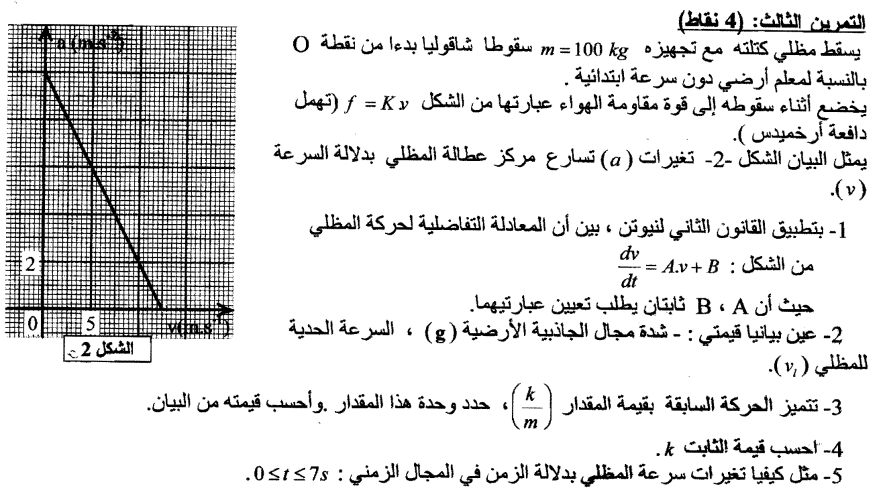 التمرين الثالث: (4 نقاط)
يسقط مظلي كتلته مع تجهيزه m = 100 kg سقوطا شاقوليا بدءا من نقطة O
بالنسبة لمعلم أرضي دون سرعة ابتدائية .
يخضع أثناء سقوطه إلى قوة مقاومة الهواء عبارتها من الشكل f = K v (تهمل
دافعة أرخميدس ).
يمثل البيان الشكل -2- تغيرات (a) تسارع مركز عطالة المظلي بدلالة السرعة
(v).
1- بتطبيق القانون الثاني لنيوتن ، بين أن المعادلة التفاضلية لحركة المظلي
من الشكل : dv/dt = A.v + B
حيث أن A ، B ثابتان يطلب تعيين عبارتيهما.
2- عين بيانيا قيمتي : - شدة مجال الجاذبية الأرضية (g) ، السرعة الحدية
للمظلي (v_l).
3- تتميز الحركة السابقة بقيمة المقدار (k/m)، حدد وحدة هذا المقدار .وأحسب قيمته من البيان.
4- احسب قيمة الثابت k.
5- مثل كيفيا تغيرات سرعة المظلي بدلالة الزمن في المجال الزمني : 0≤t≤7s .
a (m.s⁻²)
2
0
5
v(m.s⁻¹)
الشكل 2